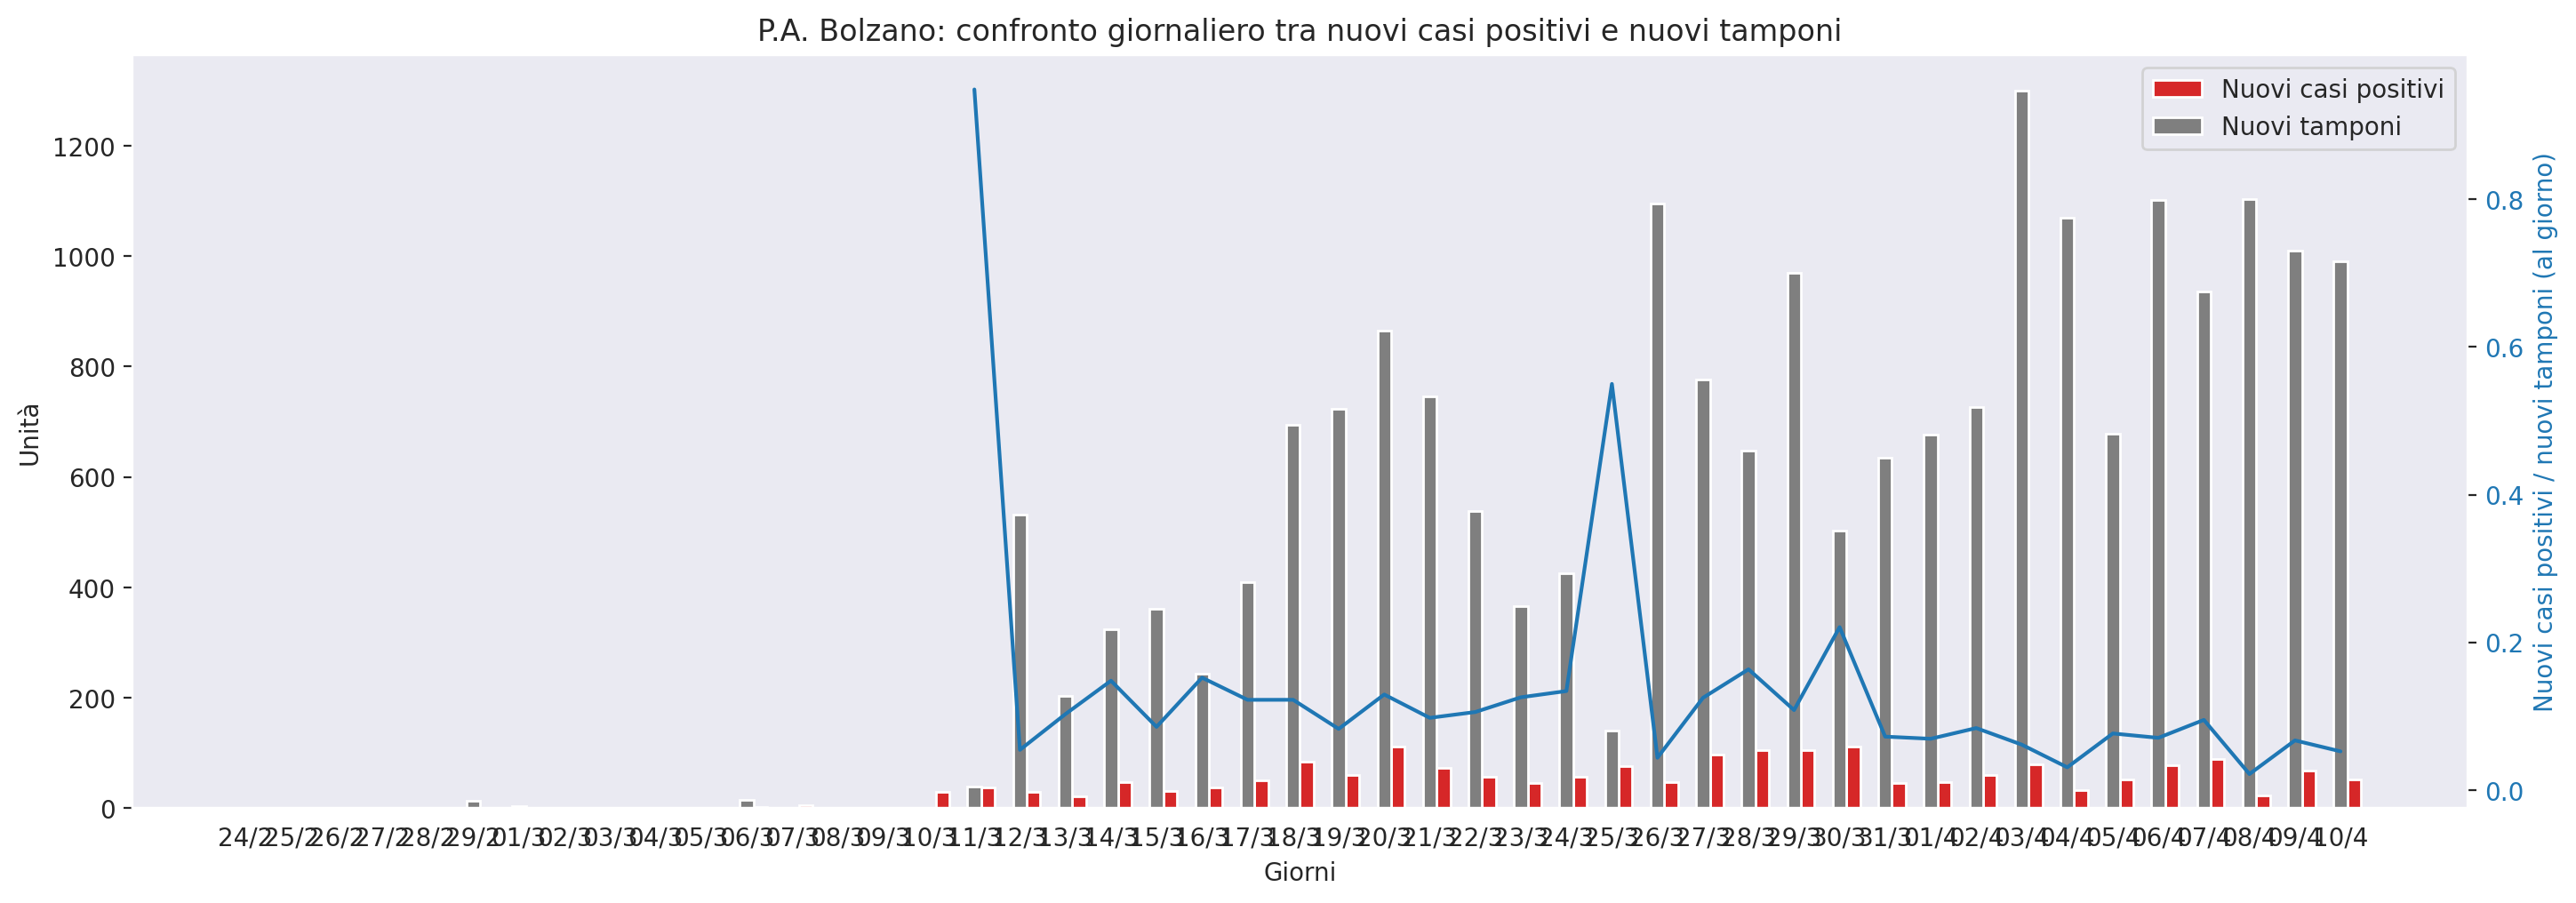 P.A. Bolzano: confronto giornaliero tra nuovi casi positivi e nuovi tamponi
Nuovi casi positivi
Nuovi tamponi
1200
1000
800
600
400
200
0
Unità
0.8
0.6
0.4
0.2
0.0
Nuovi casi positivi / nuovi tamponi (al giorno)
24/2 25/2 26/2 27/2 28/2 29/2 01/3 02/3 03/3 04/3 05/3 06/3 07/3 08/3 09/3 10/3 11/3 12/3 13/3 14/3 15/3 16/3 17/3 18/3 19/3 20/3 21/3 22/3 23/3 24/3 25/3 26/3 27/3 28/3 29/3 30/3 31/3 01/4 02/4 03/4 04/4 05/4 06/4 07/4 08/4 09/4 10/4
Giorni